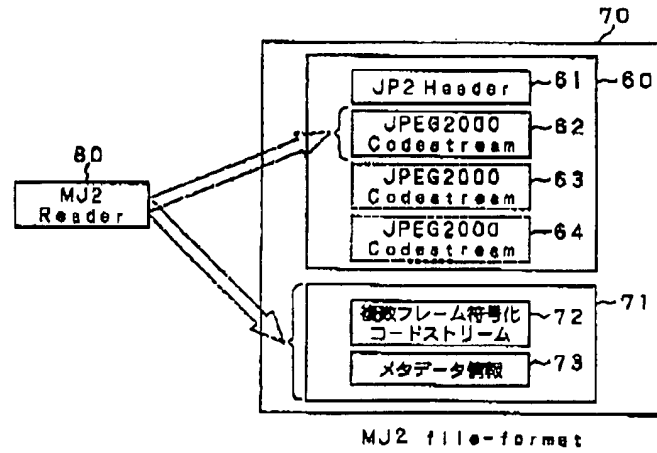 70
JP2 Header
61
60
JPEG2000
Codestream
62
80
MJ2
Reader
JPEG2000
Codestream
63
JPEG2000
Codestream
64
複数フレーム符号化
コードストリーム
72
71
メタデータ情報
73
MJ2 file-format